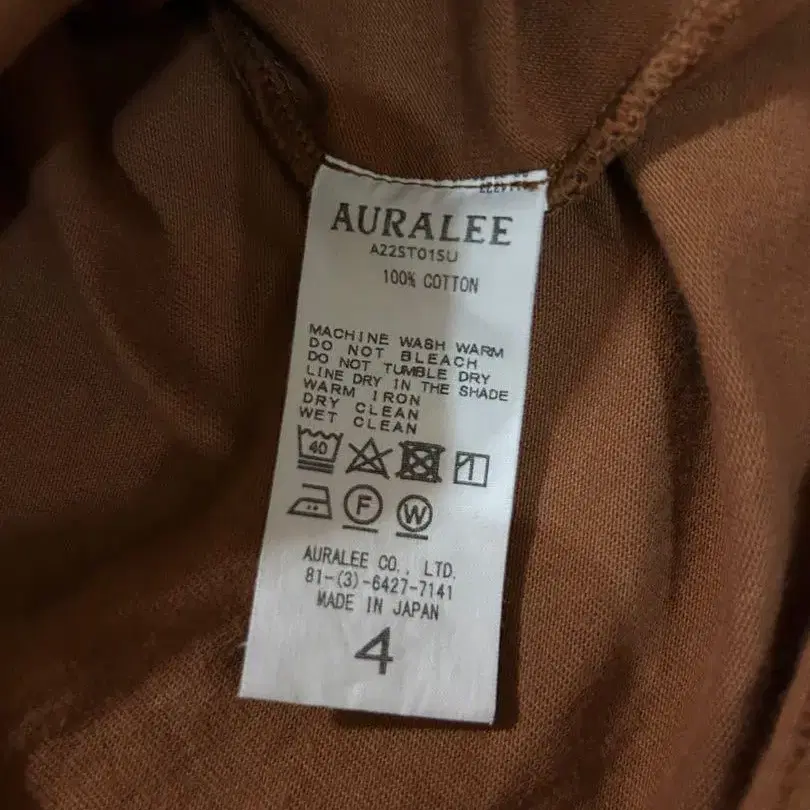 AURALEE
A22ST01SU
100% COTTON
MACHINE WASH WARM
DO NOT BLEACH
DO NOT TUMBLE DRY
LINE DRY IN THE SHADE
WARM IRON
DRY CLEAN
WET CLEAN
40
F W
AURALEE CO., LTD.
81-(3)-6427-7141
MADE IN JAPAN
4